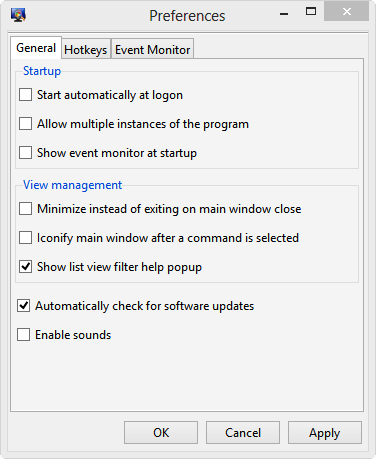 Preferences
General Hotkeys Event Monitor
Startup
Start automatically at logon
Allow multiple instances of the program
Show event monitor at startup
View management
Minimize instead of exiting on main window close
Iconify main window after a command is selected
Show list view filter help popup
Automatically check for software updates
Enable sounds
OK Cancel Apply